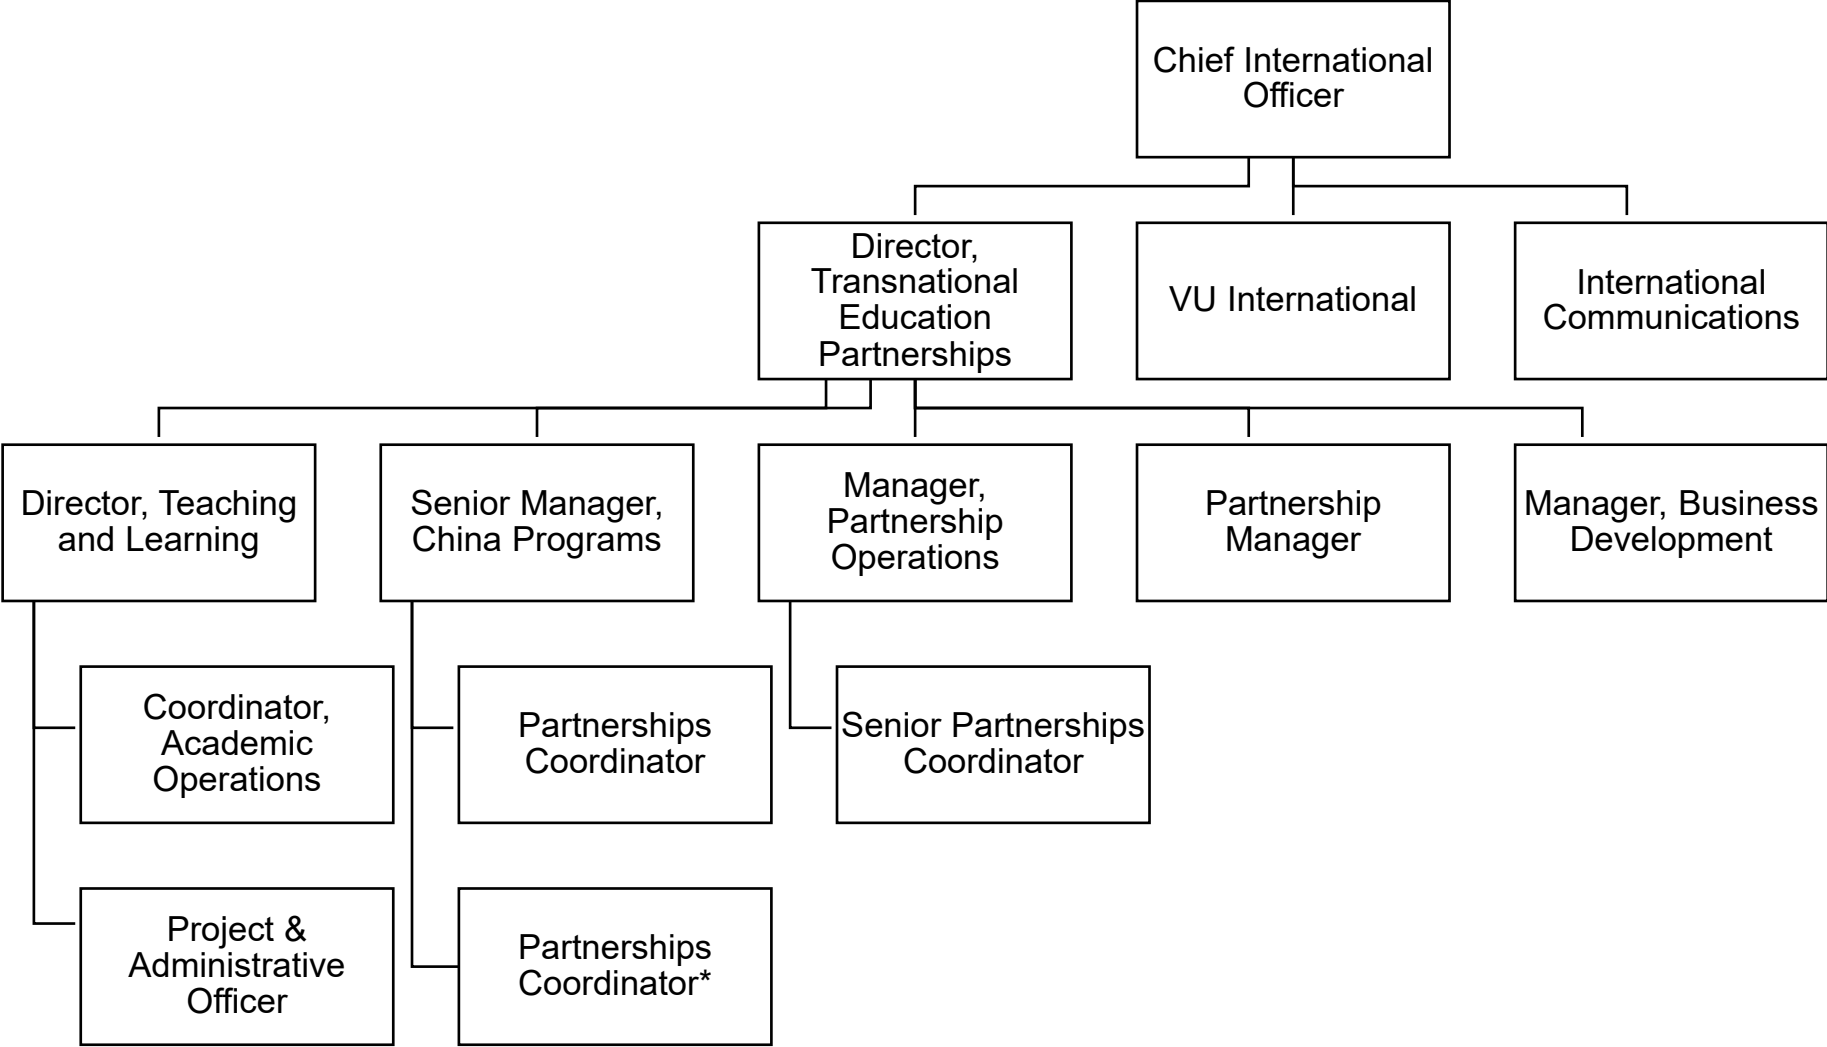 Chief International
Officer
Director,
Transnational
Education
Partnerships
VU International
International
Communications
Director, Teaching
and Learning
Senior Manager,
China Programs
Manager,
Partnership
Operations
Partnership
Manager
Manager, Business
Development
Coordinator,
Academic
Operations
Partnerships
Coordinator
Senior Partnerships
Coordinator
Project &
Administrative
Officer
Partnerships
Coordinator*